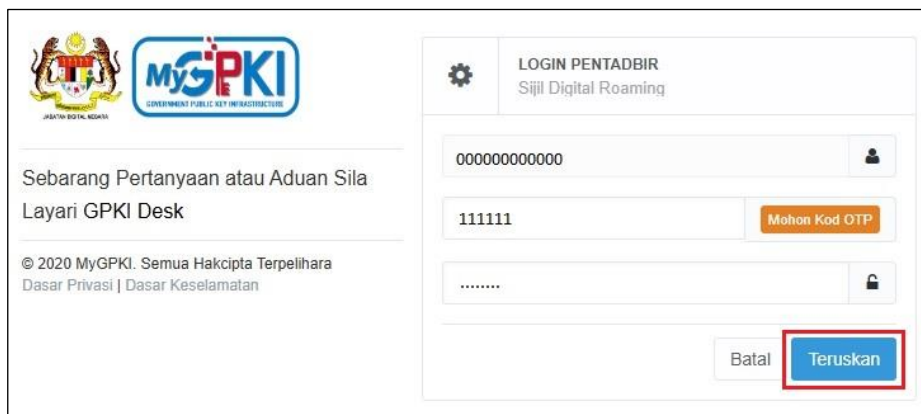 MyGPKI
GOVERNMENT PUBLIC KEY INFRASTRUCTURE
JABATAN DIGITAL NEGARA
Sebarang Pertanyaan atau Aduan Sila
Layari GPKI Desk
© 2020 MyGPKI. Semua Hakcipta Terpelihara
Dasar Privasi | Dasar Keselamatan
LOGIN PENTADBIR
Sijil Digital Roaming
000000000000
111111
Mohon Kod OTP
........
Batal
Teruskan